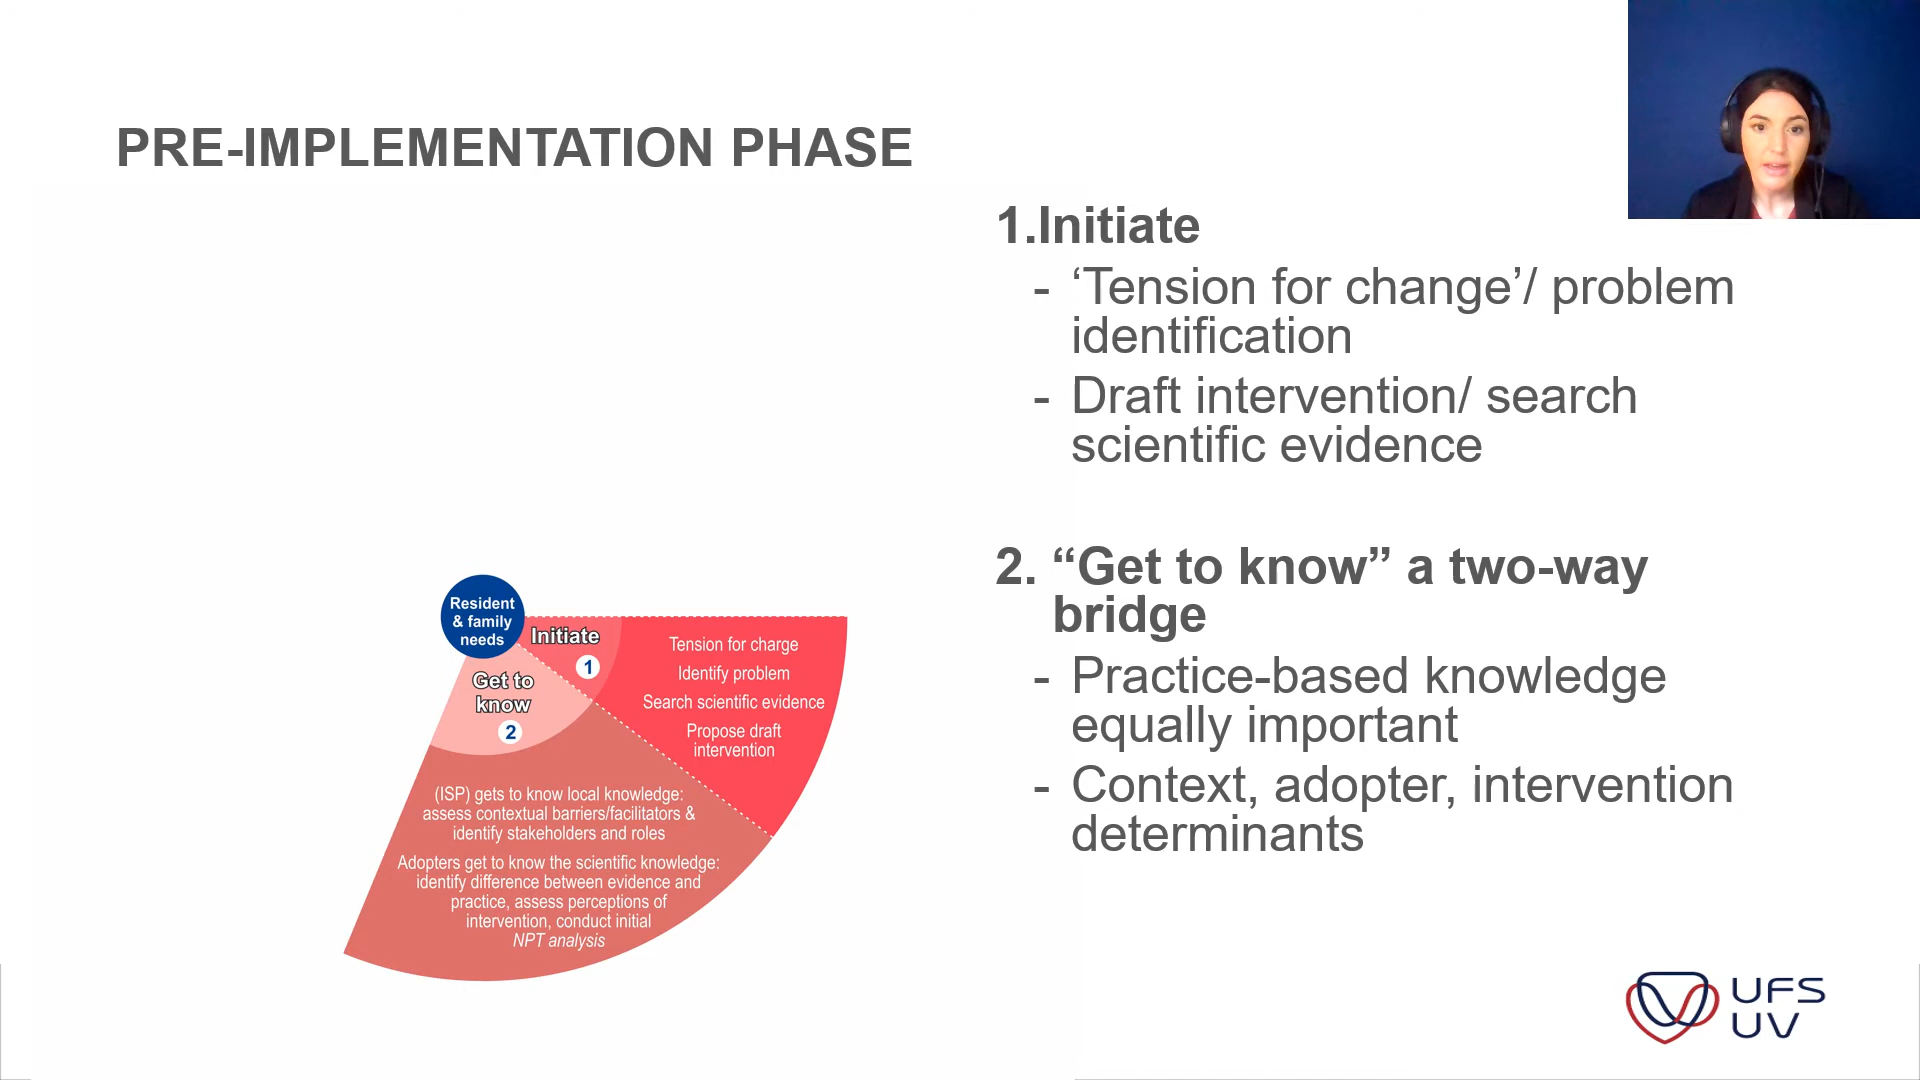 PRE-IMPLEMENTATION PHASE
1.Initiate
- ‘Tension for change’/ problem
identification
- Draft intervention/ search
scientific evidence
2. “Get to know” a two-way
bridge
- Practice-based knowledge
equally important
- Context, adopter, intervention
determinants
Resident
& family
needs
Initiate
1
Tension for charge
Identify problem
Search scientific evidence
Propose draft
intervention
Get to
know
2
(ISP) gets to know local knowledge:
assess contextual barriers/facilitators &
identify stakeholders and roles
Adopters get to know the scientific knowledge:
identify difference between evidence and
practice, assess perceptions of
intervention, conduct initial
NPT analysis
UFS
UV